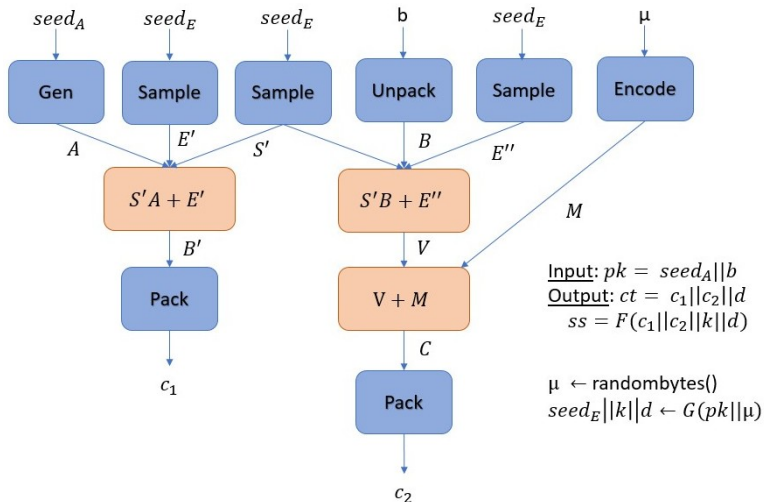 seed_A seed_E seed_E b seed_E μ
Gen Sample Sample Unpack Sample Encode
A E' S' B E''
M
S'A + E' S'B + E''
B' V
Input: pk = seed_A||b
Pack V + M Output: ct = c_1||c_2||d
ss = F(c_1||c_2||k||d)
C
c_1
μ ← randombytes()
Pack seed_E||k||d ← G(pk||μ)
c_2